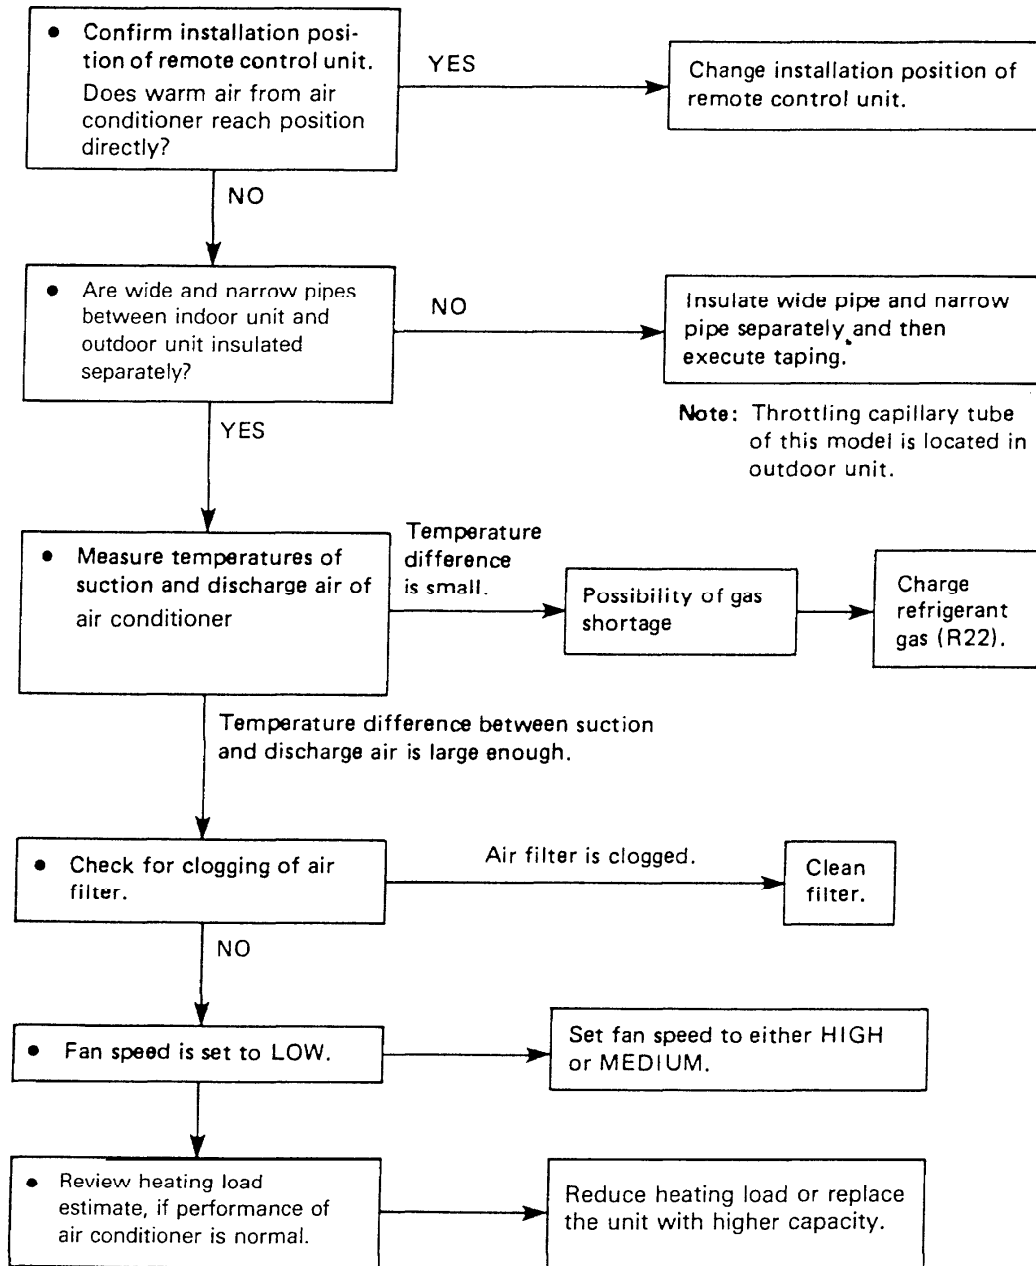 ● Confirm installation posi-
tion of remote control unit.
Does warm air from air
conditioner reach position
directly?
YES
Change installation position of
remote control unit.
NO
● Are wide and narrow pipes
between indoor unit and
outdoor unit insulated
separately?
NO
Insulate wide pipe and narrow
pipe separately and then
execute taping.
Note: Throttling capillary tube
of this model is located in
outdoor unit.
YES
● Measure temperatures of
suction and discharge air of
air conditioner
Temperature
difference
is small.
Possibility of gas
shortage
Charge
refrigerant
gas (R22).
Temperature difference between suction
and discharge air is large enough.
● Check for clogging of air
filter.
Air filter is clogged.
Clean
filter.
NO
● Fan speed is set to LOW.
Set fan speed to either HIGH
or MEDIUM.
● Review heating load
estimate, if performance of
air conditioner is normal.
Reduce heating load or replace
the unit with higher capacity.